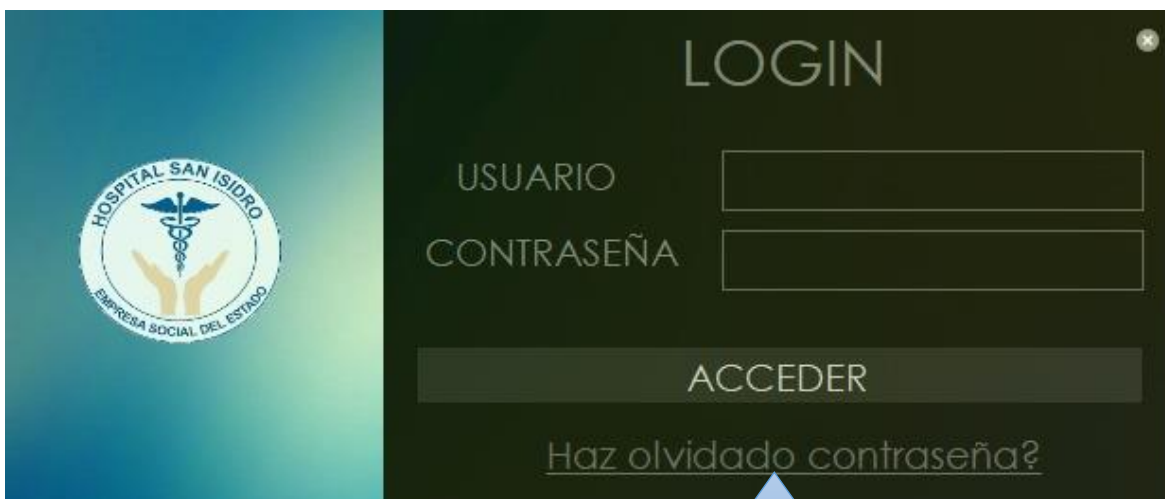 HOSPITAL SAN ISIDRO
EMPRESA SOCIAL DEL ESTADO
LOGIN
USUARIO
CONTRASEÑA
ACCEDER
Haz olvidado contraseña?